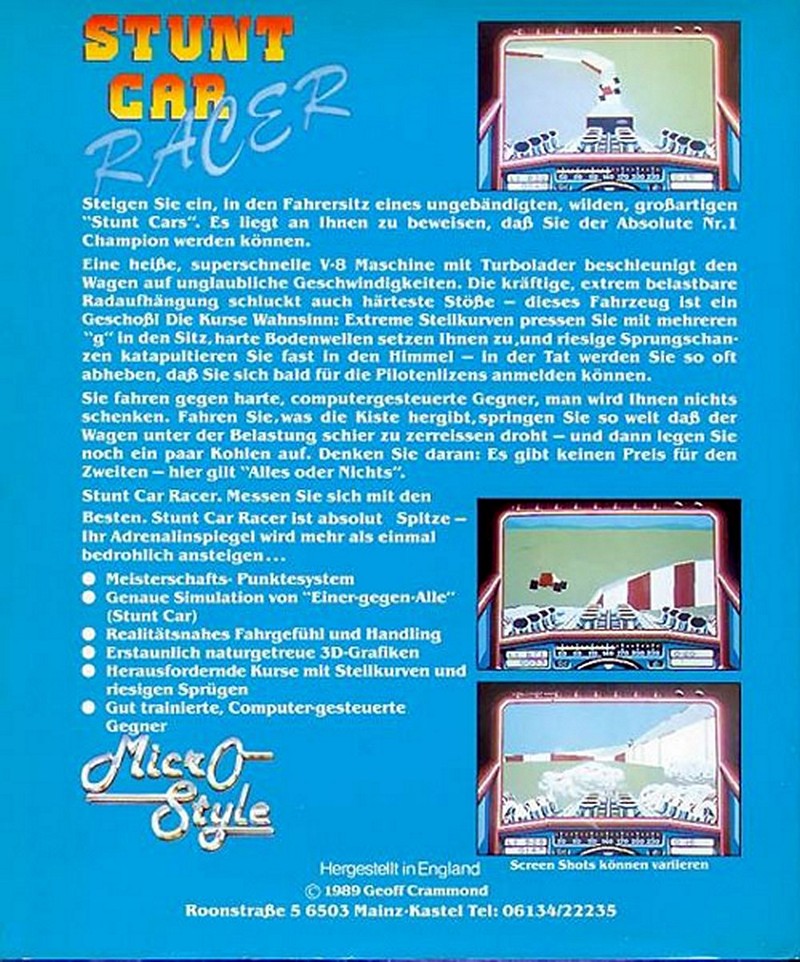 STUNT
CAR
RACER
Steigen Sie ein, in den Fahrersitz eines ungebändigten, wilden, großartigen
"Stunt Cars". Es liegt an Ihnen zu beweisen, daß Sie der Absolute Nr.1
Champion werden können.
Eine heiße, superschnelle V-8 Maschine mit Turbolader beschleunigt den
Wagen auf unglaubliche Geschwindigkeiten. Die kräftige, extrem belastbare
Radaufhängung schluckt auch härteste Stöße – dieses Fahrzeug ist ein
Geschoß! Die Kurse Wahnsinn: Extreme Steilkurven pressen Sie mit mehreren
"g" in den Sitz, harte Bodenwellen setzen Ihnen zu,und riesige Sprungschan-
zen katapultieren Sie fast in den Himmel – in der Tat werden Sie so oft
abheben, daß Sie sich bald für die Pilotenlizens anmelden können.
Sie fahren gegen harte, computergesteuerte Gegner, man wird Ihnen nichts
schenken. Fahren Sie,was die Kiste hergibt,springen Sie so weit daß der
Wagen unter der Belastung schier zu zerreissen droht – und dann legen Sie
noch ein paar Kohlen auf. Denken Sie daran: Es gibt keinen Preis für den
Zweiten – hier gilt "Alles oder Nichts".
Stunt Car Racer. Messen Sie sich mit den
Besten. Stunt Car Racer ist absolut Spitze –
Ihr Adrenalinspiegel wird mehr als einmal
bedrohlich ansteigen...
● Meisterschafts- Punktesystem
● Genaue Simulation von "Einer-gegen-Alle"
(Stunt Car)
● Realitätsnahes Fahrgefühl und Handling
● Erstaunlich naturgetreue 3D-Grafiken
● Herausfordernde Kurse mit Steilkurven und
riesigen Sprügen
● Gut trainierte, Computer-gesteuerte
Gegner
MicrO
Style
Screen Shots können variieren
Hergestellt in England
© 1989 Geoff Crammond
Roonstraße 5 6503 Mainz-Kastel Tel: 06134/22235